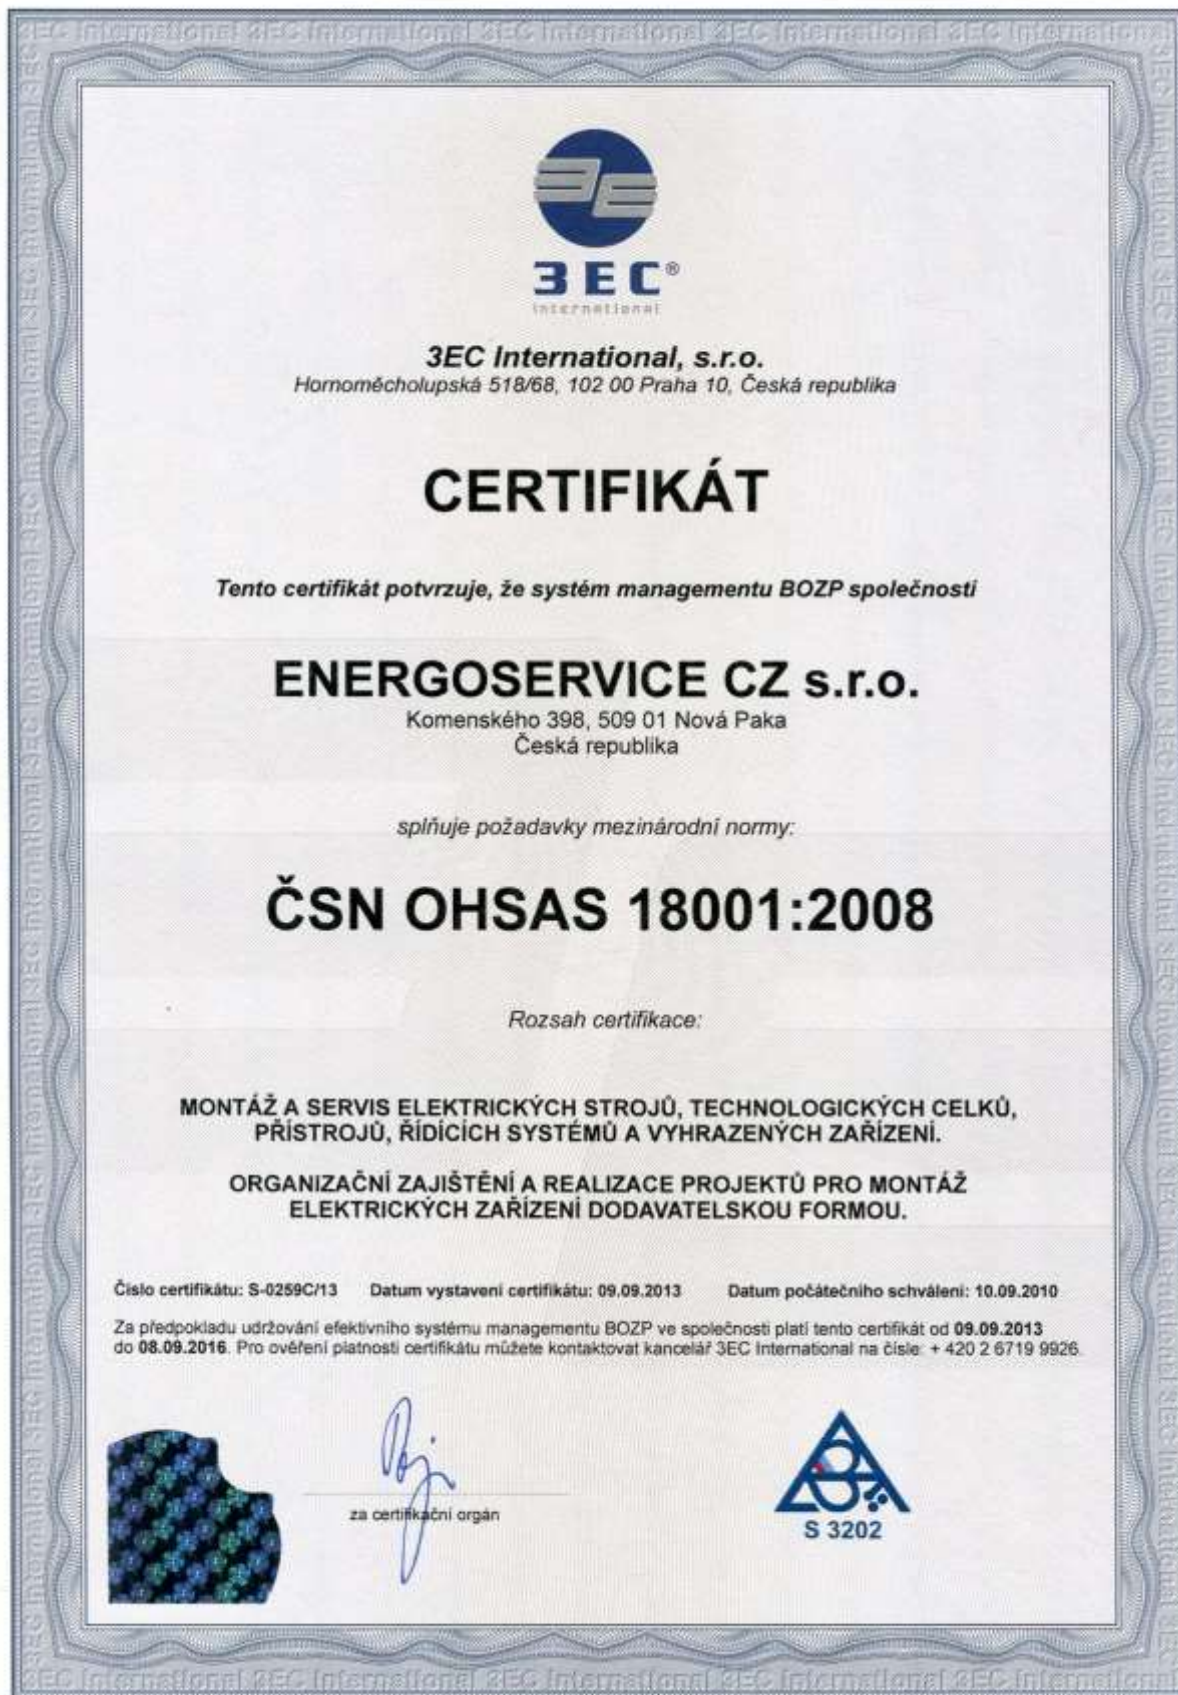 3EC®
international
3EC International, s.r.o.
Hornoměcholupská 518/68, 102 00 Praha 10, Česká republika
CERTIFIKÁT
Tento certifikát potvrzuje, že systém managementu BOZP společnosti
ENERGOSERVICE CZ s.r.o.
Komenského 398, 509 01 Nová Paka
Česká republika
splňuje požadavky mezinárodní normy:
ČSN OHSAS 18001:2008
Rozsah certifikace:
MONTÁŽ A SERVIS ELEKTRICKÝCH STROJŮ, TECHNOLOGICKÝCH CELKŮ,
PŘÍSTROJŮ, ŘÍDÍCÍCH SYSTÉMŮ A VYHRAZENÝCH ZAŘÍZENÍ.
ORGANIZAČNÍ ZAJIŠTĚNÍ A REALIZACE PROJEKTŮ PRO MONTÁŽ
ELEKTRICKÝCH ZAŘÍZENÍ DODAVATELSKOU FORMOU.
Číslo certifikátu: S-0259C/13 Datum vystavení certifikátu: 09.09.2013 Datum počátečního schválení: 10.09.2010
Za předpokladu udržování efektivního systému managementu BOZP ve společnosti platí tento certifikát od 09.09.2013
do 08.09.2016. Pro ověření platnosti certifikátu můžete kontaktovat kancelář 3EC International na čísle: + 420 2 6719 9926.
za certifikační orgán
S 3202